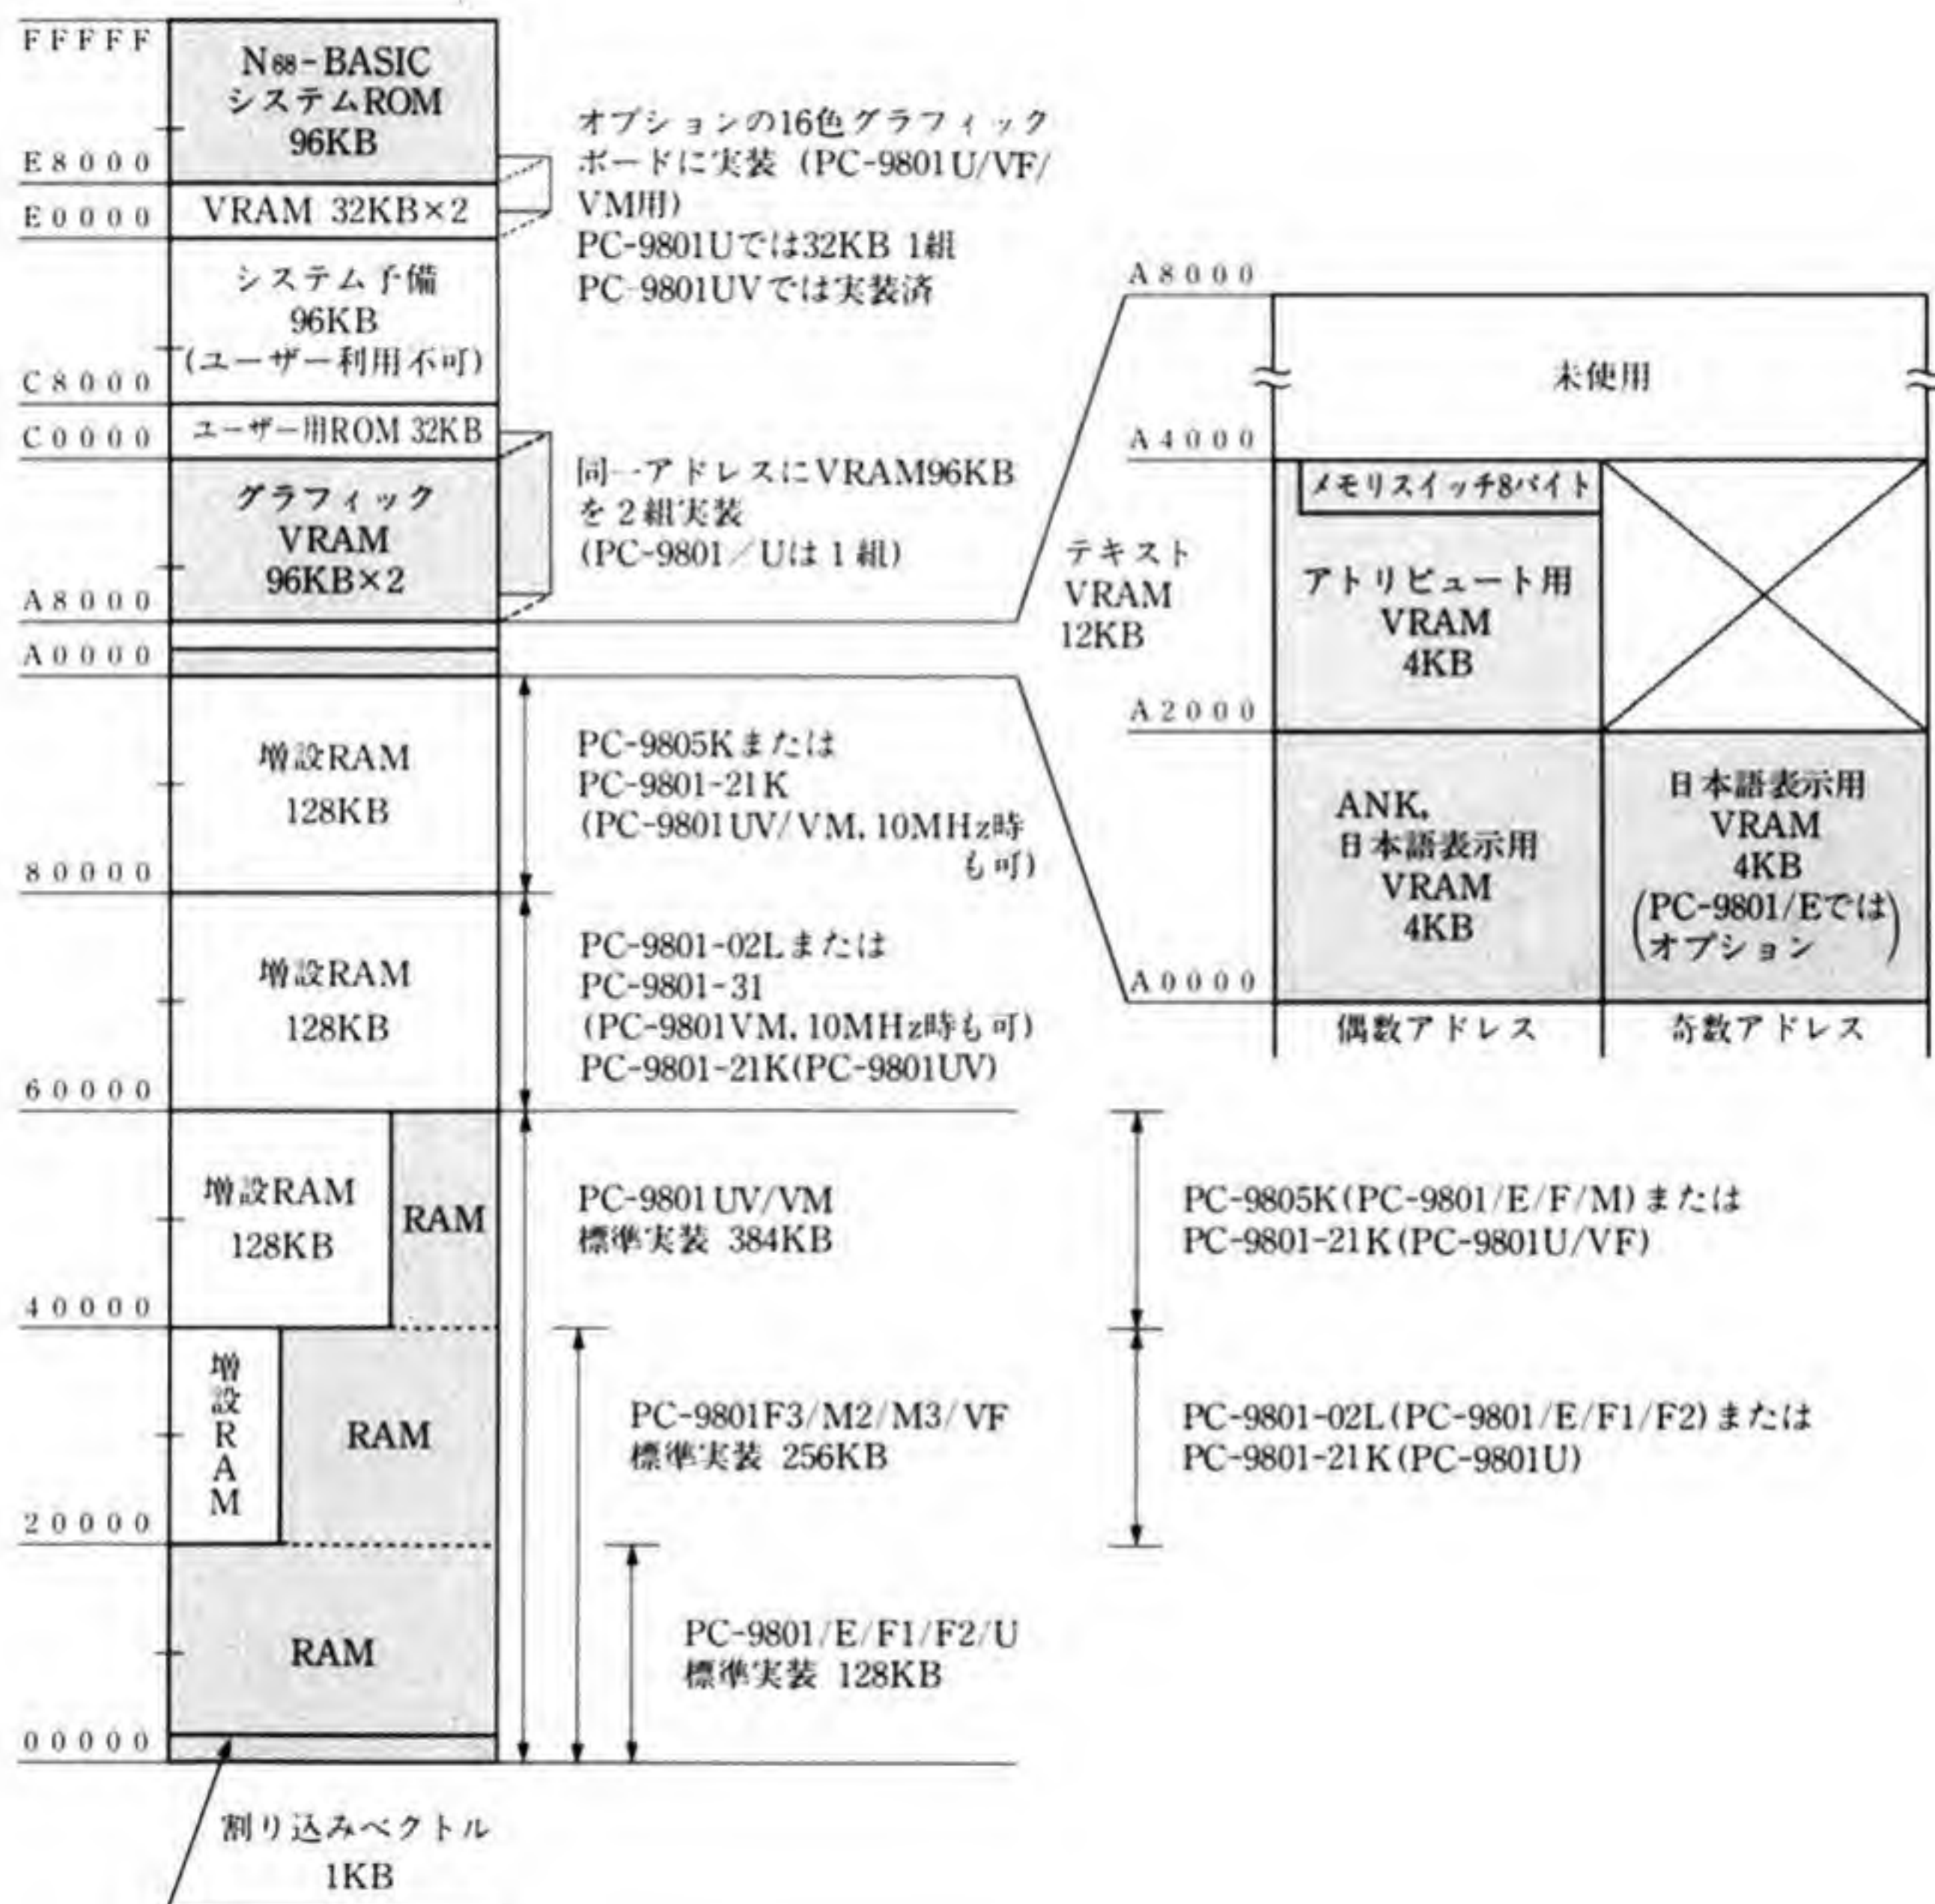 FFFFF
N88-BASIC
システムROM
96KB
E8000
VRAM 32KB×2
E0000
システム予備
96KB
(ユーザー利用不可)
C8000
ユーザー用ROM 32KB
C0000
グラフィック
VRAM
96KB×2
A8000
A0000
増設RAM
128KB
80000
増設RAM
128KB
60000
増設RAM
128KB
RAM
40000
増設RAM
RAM
20000
RAM
00000
割り込みベクトル
1KB
オプションの16色グラフィック
ボードに実装 (PC-9801U/VF/
VM用)
PC-9801Uでは32KB 1組
PC-9801UVでは実装済
同一アドレスにVRAM96KB
を2組実装
(PC-9801/Uは1組)
PC-9805Kまたは
PC-9801-21K
(PC-9801UV/VM, 10MHz時
も可)
PC-9801-02Lまたは
PC-9801-31
(PC-9801VM, 10MHz時も可)
PC-9801-21K(PC-9801UV)
PC-9801UV/VM
標準実装 384KB
PC-9801F3/M2/M3/VF
標準実装 256KB
PC-9801/E/F1/F2/U
標準実装 128KB
テキスト
VRAM
12KB
A8000
未使用
A4000
メモリスイッチ8バイト
アトリビュート用
VRAM
4KB
A2000
ANK,
日本語表示用
VRAM
4KB
日本語表示用
VRAM
4KB
(PC-9801/Eでは
オプション)
A0000
偶数アドレス
奇数アドレス
PC-9805K(PC-9801/E/F/M)または
PC-9801-21K(PC-9801U/VF)
PC-9801-02L(PC-9801/E/F1/F2)または
PC-9801-21K(PC-9801U)